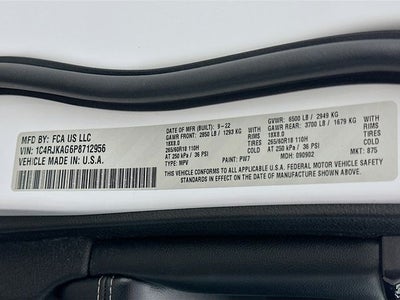 MFD BY: FCA US LLC
VIN: 1C4RJKAG6P8712956
VEHICLE MADE IN: U.S.A.
DATE OF MFR (BUILT): 9-22
GAWR FRONT: 2850 LB / 1293 KG WITH
18X8.0 RIMS
265/60R18 110H TIRES
AT 250 kPa / 36 PSI COLD
TYPE: MPV PAINT: PW7
GVWR: 6500 LB / 2949 KG
GAWR REAR: 3700 LB / 1679 KG WITH
18X8.0 RIMS
265/60R18 110H TIRES
AT 250 kPa / 36 PSI COLD
MDH: 090902 MKT: 875
THIS VEHICLE CONFORMS TO ALL APPLICABLE U.S.A. FEDERAL MOTOR VEHICLE
SAFETY STANDARDS IN EFFECT ON THE DATE OF MANUFACTURE SHOWN ABOVE.